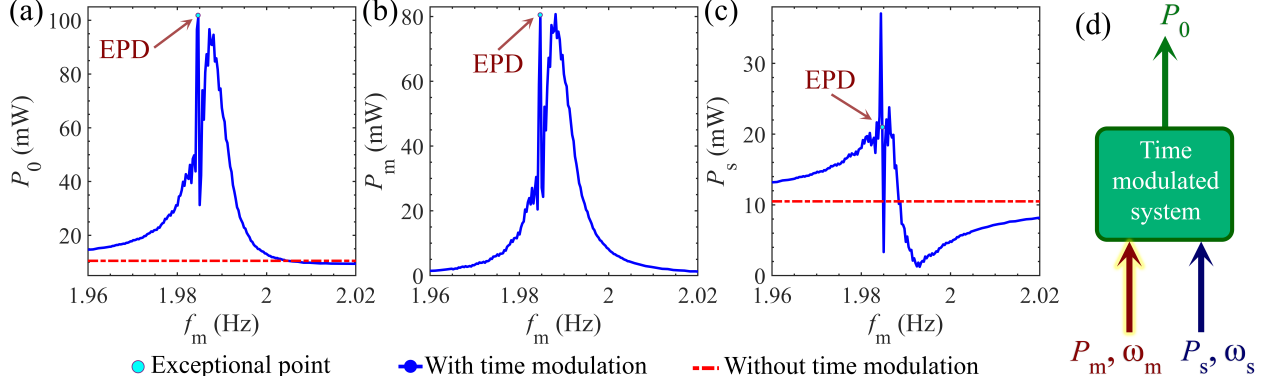 (a)
100
80
60
40
20
P₀ (mW)
EPD
1.96 1.98 2 2.02
fₘ (Hz)
(b)
80
60
40
20
0
Pₘ (mW)
EPD
1.96 1.98 2 2.02
fₘ (Hz)
(c)
30
20
10
0
Pₛ (mW)
EPD
1.96 1.98 2 2.02
fₘ (Hz)
(d)
P₀
Time
modulated
system
Pₘ, ωₘ Pₛ, ωₛ
Exceptional point With time modulation Without time modulation